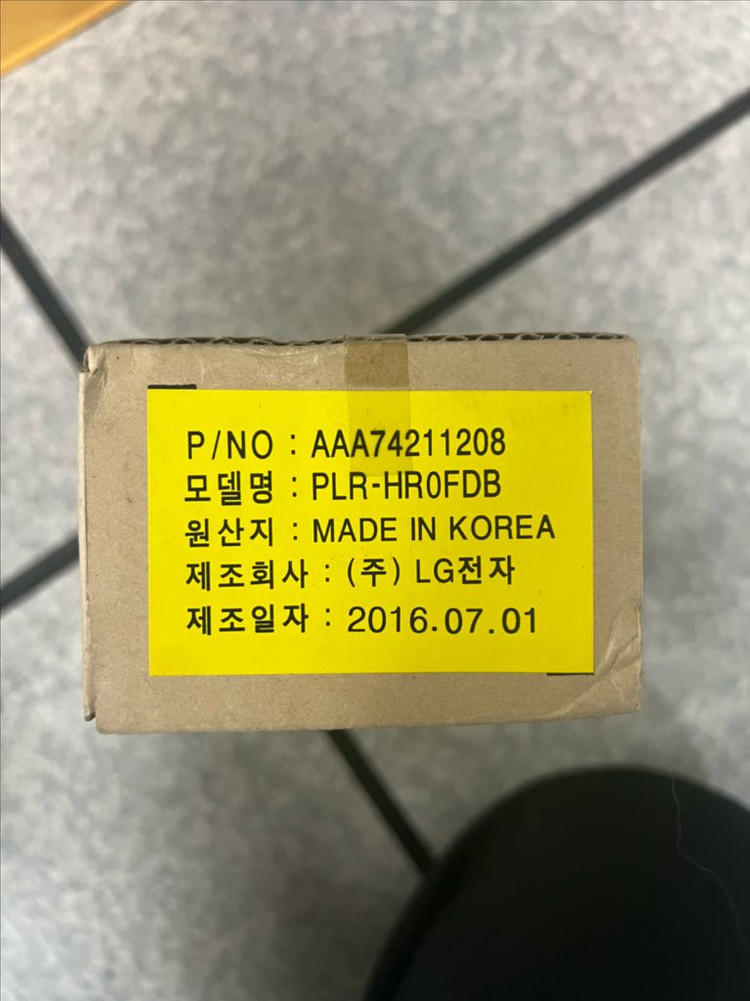 P/NO : AAA74211208
모델명 : PLR-HR0FDB
원산지 : MADE IN KOREA
제조회사 : (주) LG전자
제조일자 : 2016.07.01